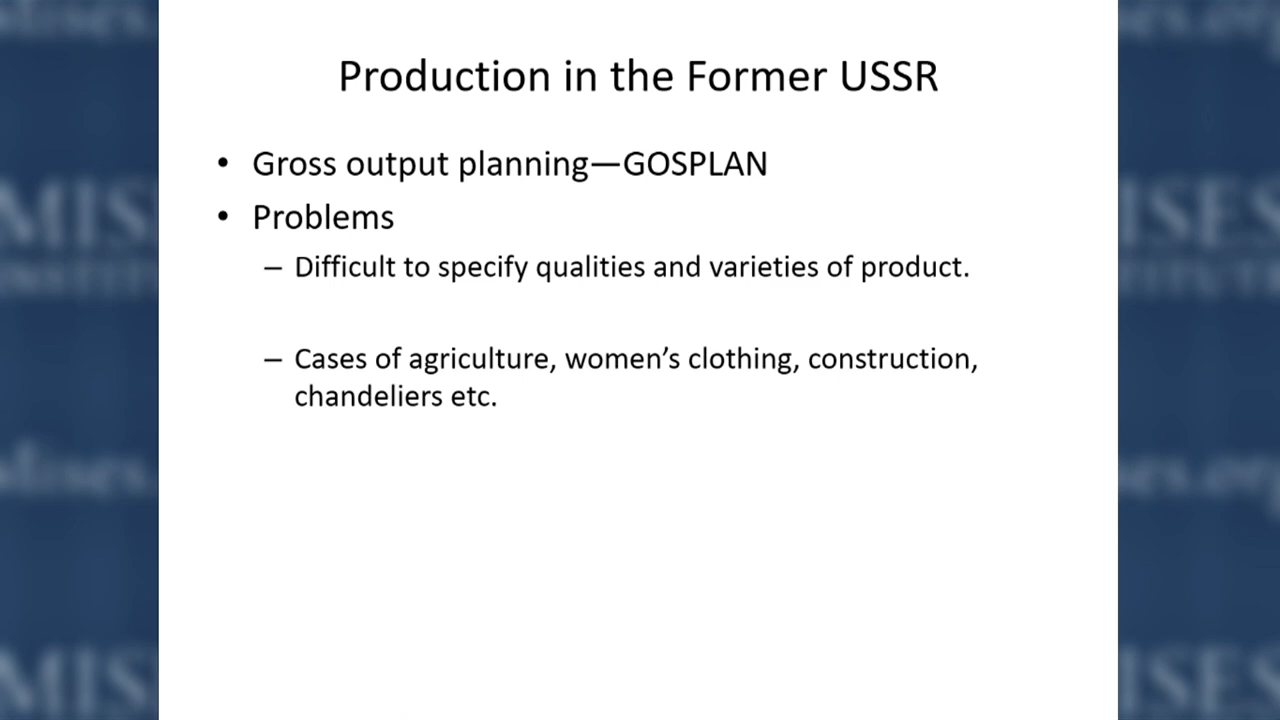 Production in the Former USSR
• Gross output planning—GOSPLAN
• Problems
– Difficult to specify qualities and varieties of product.
– Cases of agriculture, women’s clothing, construction,
chandeliers etc.